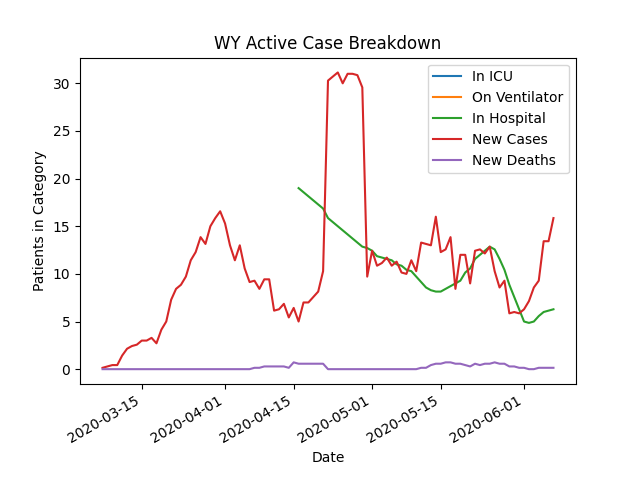 WY Active Case Breakdown
In ICU
On Ventilator
In Hospital
New Cases
New Deaths
Patients in Category
30
25
20
15
10
5
0
2020-03-15
2020-04-01
2020-04-15
2020-05-01
2020-05-15
2020-06-01
Date